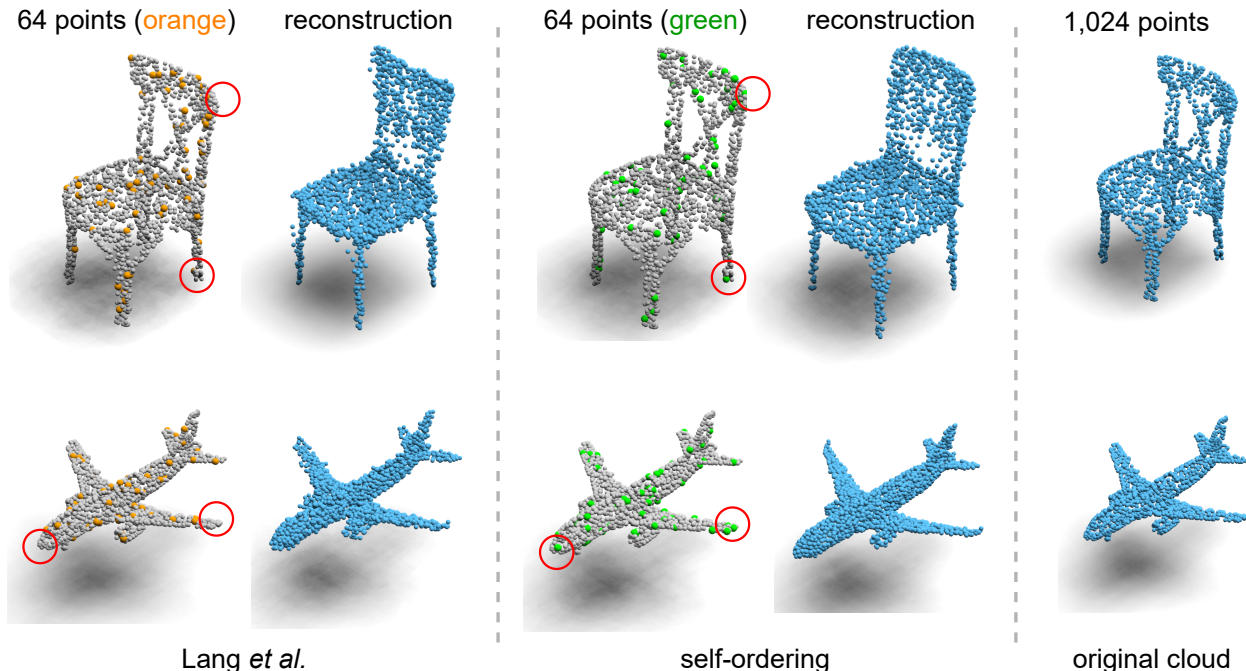 64 points (orange) reconstruction 64 points (green) reconstruction 1,024 points
Lang et al. self-ordering original cloud